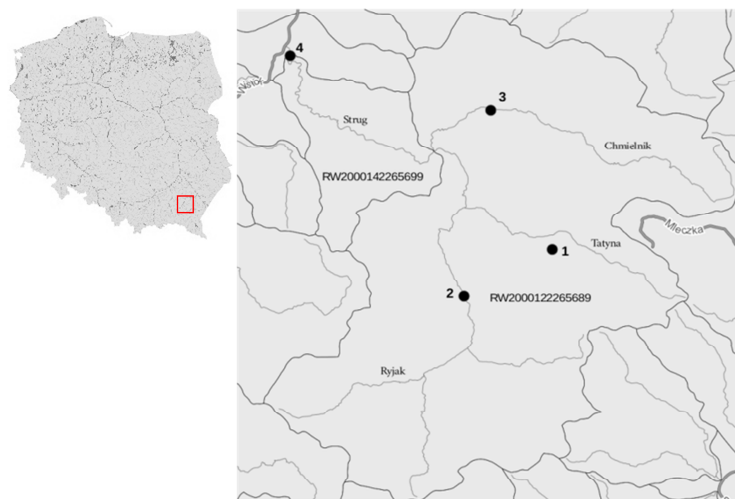 4
3
Strug
Chmielnik
RW2000142265699
Mleczka
Tatyna
1
2
RW2000122265689
Ryjak